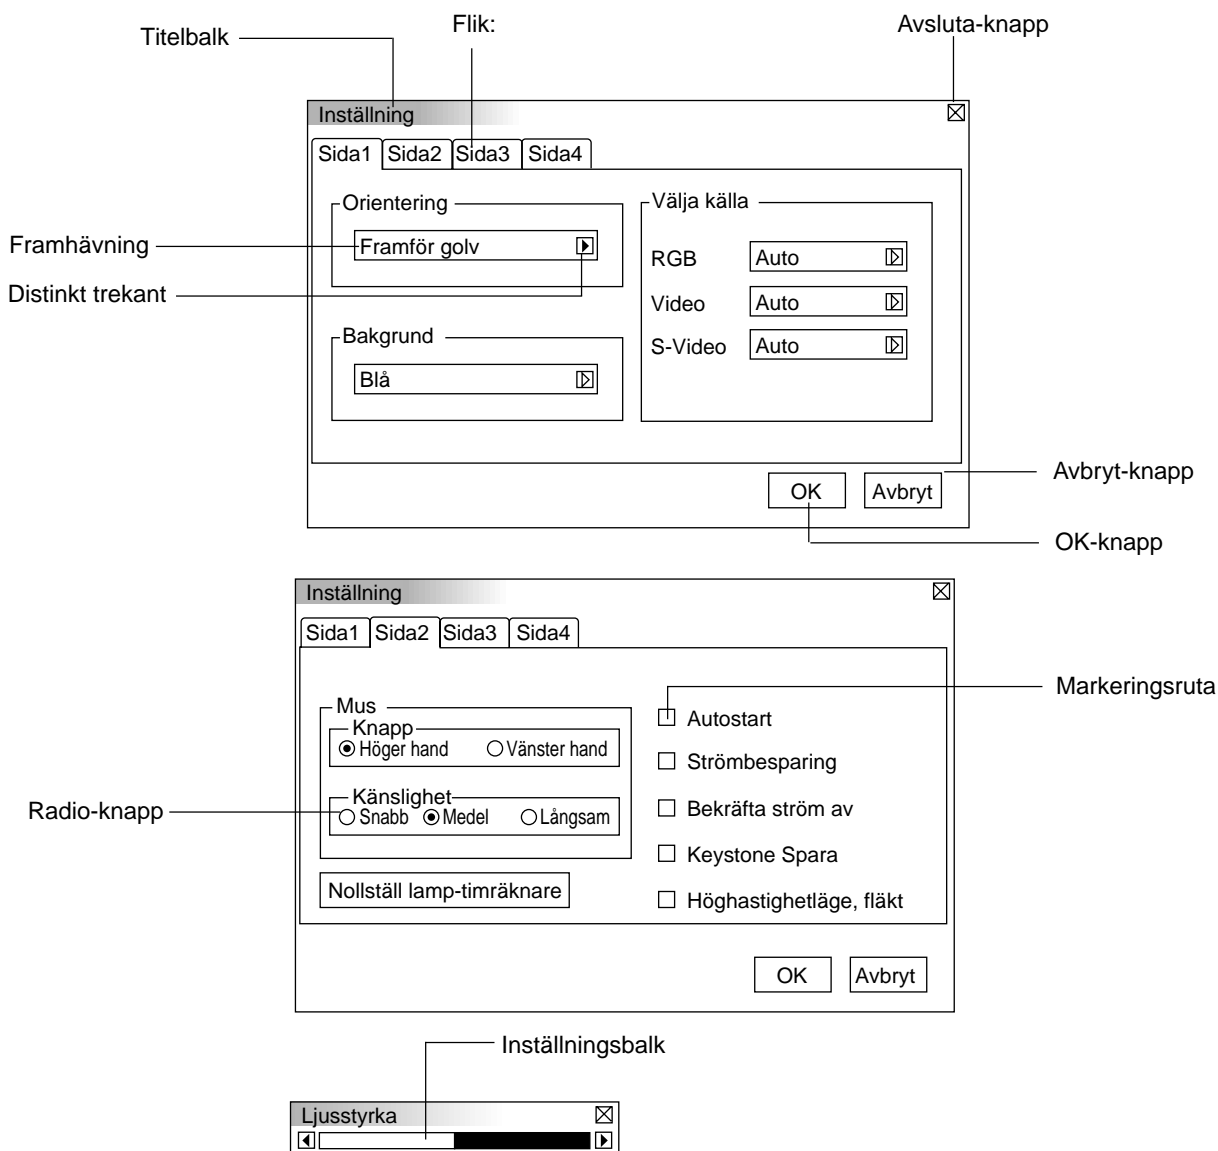 Titelbalk
Flik:
Avsluta-knapp
Inställning
Sida1 Sida2 Sida3 Sida4
Orientering
Välja källa
Framhävning
Framför golv
RGB Auto
Distinkt trekant
Video Auto
Bakgrund
S-Video Auto
Blå
Avbryt-knapp
OK Avbryt
OK-knapp
Inställning
Sida1 Sida2 Sida3 Sida4
Markeringsruta
Mus
Autostart
Knapp
Höger hand Vänster hand
Strömbesparing
Känslighet
Bekräfta ström av
Radio-knapp
Snabb Medel Långsam
Keystone Spara
Nollställ lamp-timräknare
Höghastighetläge, fläkt
OK Avbryt
Inställningsbalk
Ljusstyrka